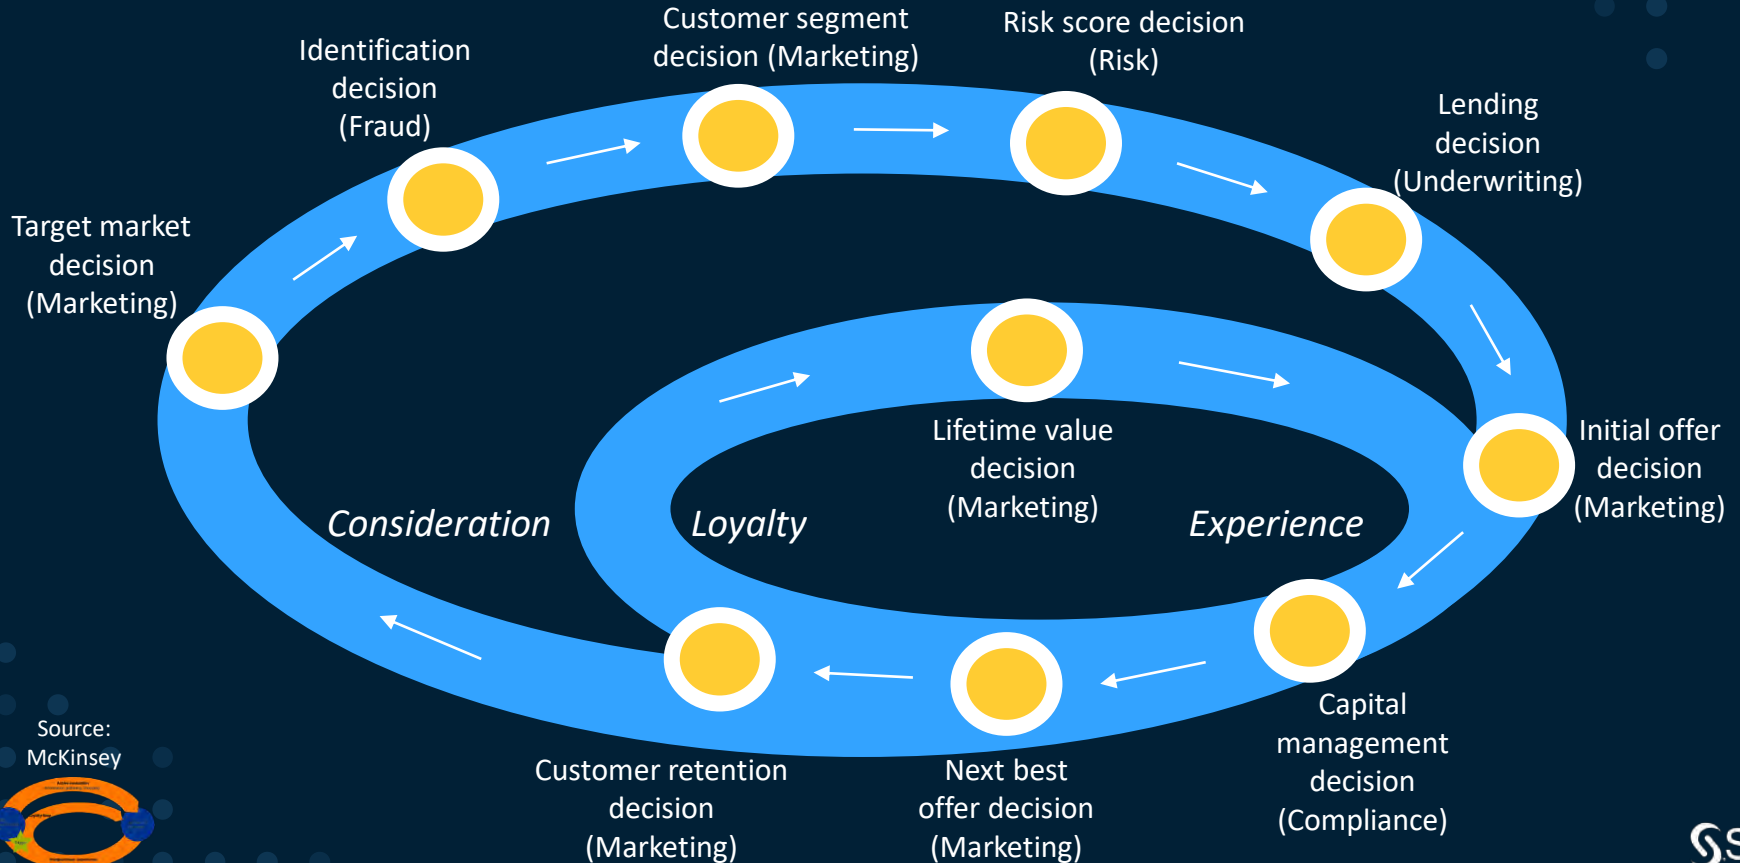 Customer segment
decision (Marketing)
Risk score decision
(Risk)
Identification
decision
(Fraud)
Lending
decision
(Underwriting)
Target market
decision
(Marketing)
Lifetime value
decision
(Marketing)
Initial offer
decision
(Marketing)
Consideration
Loyalty
Experience
Capital
management
decision
(Compliance)
Source:
McKinsey
Customer retention
decision
(Marketing)
Next best
offer decision
(Marketing)